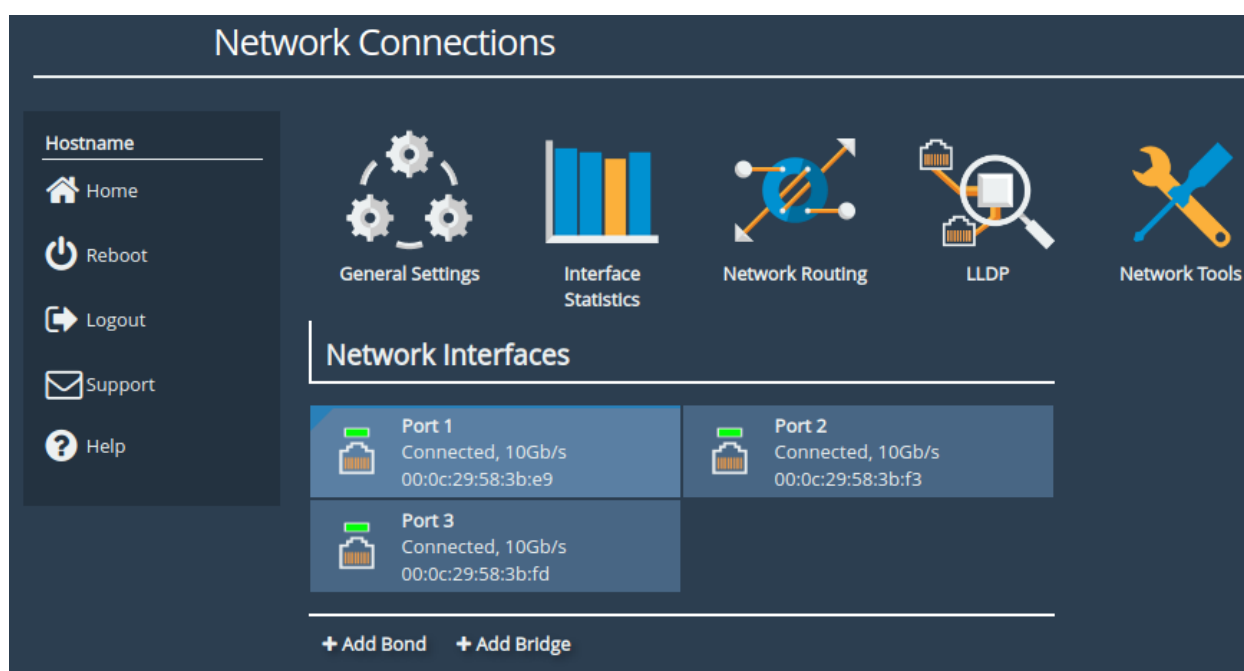 Network Connections
Hostname
Home
Reboot
Logout
Support
Help
General Settings
Interface
Statistics
Network Routing
LLDP
Network Tools
Network Interfaces
Port 1
Connected, 10Gb/s
00:0c:29:58:3b:e9
Port 2
Connected, 10Gb/s
00:0c:29:58:3b:f3
Port 3
Connected, 10Gb/s
00:0c:29:58:3b:fd
+ Add Bond
+ Add Bridge